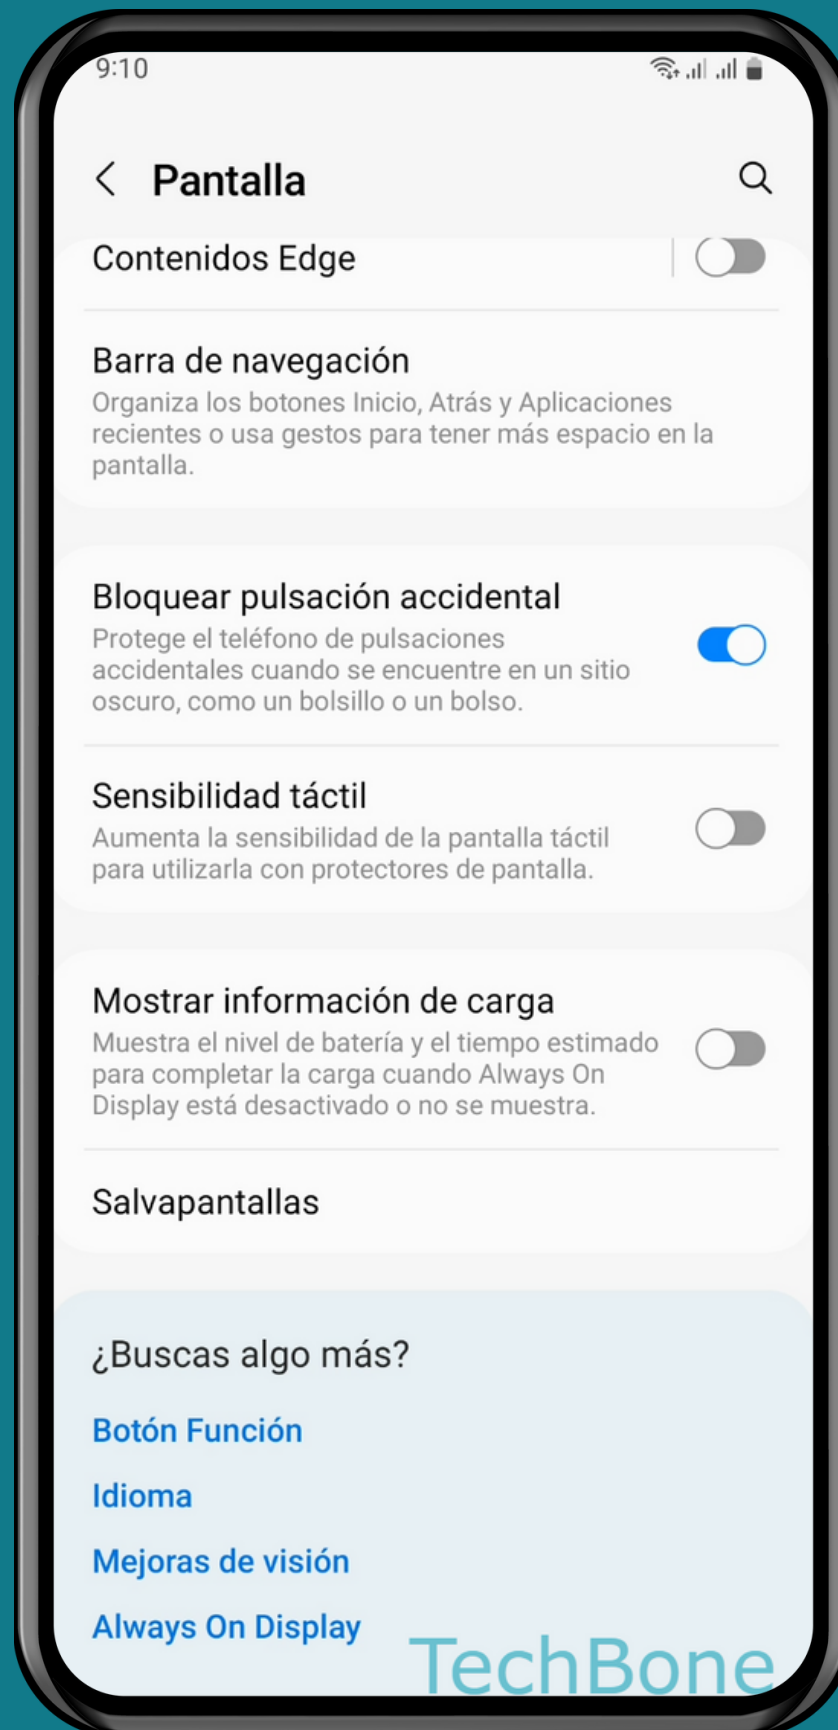 9:10
Pantalla
Contenidos Edge
Barra de navegación
Organiza los botones Inicio, Atrás y Aplicaciones
recientes o usa gestos para tener más espacio en la
pantalla.
Bloquear pulsación accidental
Protege el teléfono de pulsaciones
accidentales cuando se encuentre en un sitio
oscuro, como un bolsillo o un bolso.
Sensibilidad táctil
Aumenta la sensibilidad de la pantalla táctil
para utilizarla con protectores de pantalla.
Mostrar información de carga
Muestra el nivel de batería y el tiempo estimado
para completar la carga cuando Always On
Display está desactivado o no se muestra.
Salvapantallas
¿Buscas algo más?
Botón Función
Idioma
Mejoras de visión
Always On Display
TechBone